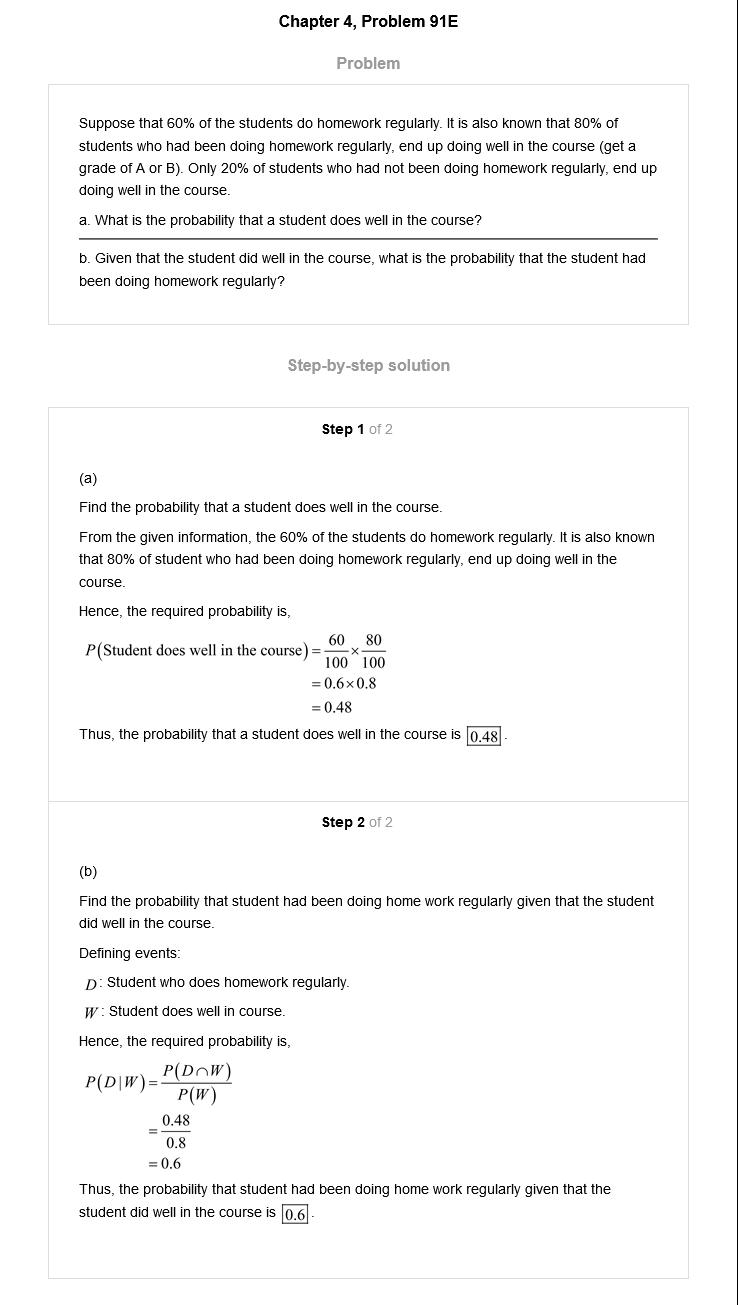 Chapter 4, Problem 91E
Problem
Suppose that 60% of the students do homework regularly. It is also known that 80% of
students who had been doing homework regularly, end up doing well in the course (get a
grade of A or B). Only 20% of students who had not been doing homework regularly, end up
doing well in the course.
a. What is the probability that a student does well in the course?
b. Given that the student did well in the course, what is the probability that the student had
been doing homework regularly?
Step-by-step solution
Step 1 of 2
(a)
Find the probability that a student does well in the course.
From the given information, the 60% of the students do homework regularly. It is also known
that 80% of student who had been doing homework regularly, end up doing well in the
course.
Hence, the required probability is,
P(Student does well in the course) = 60/100 × 80/100
= 0.6×0.8
= 0.48
Thus, the probability that a student does well in the course is 0.48.
Step 2 of 2
(b)
Find the probability that student had been doing home work regularly given that the student
did well in the course.
Defining events:
D: Student who does homework regularly.
W: Student does well in course.
Hence, the required probability is,
P(D|W) = P(D∩W)/P(W)
= 0.48/0.8
= 0.6
Thus, the probability that student had been doing home work regularly given that the
student did well in the course is 0.6.